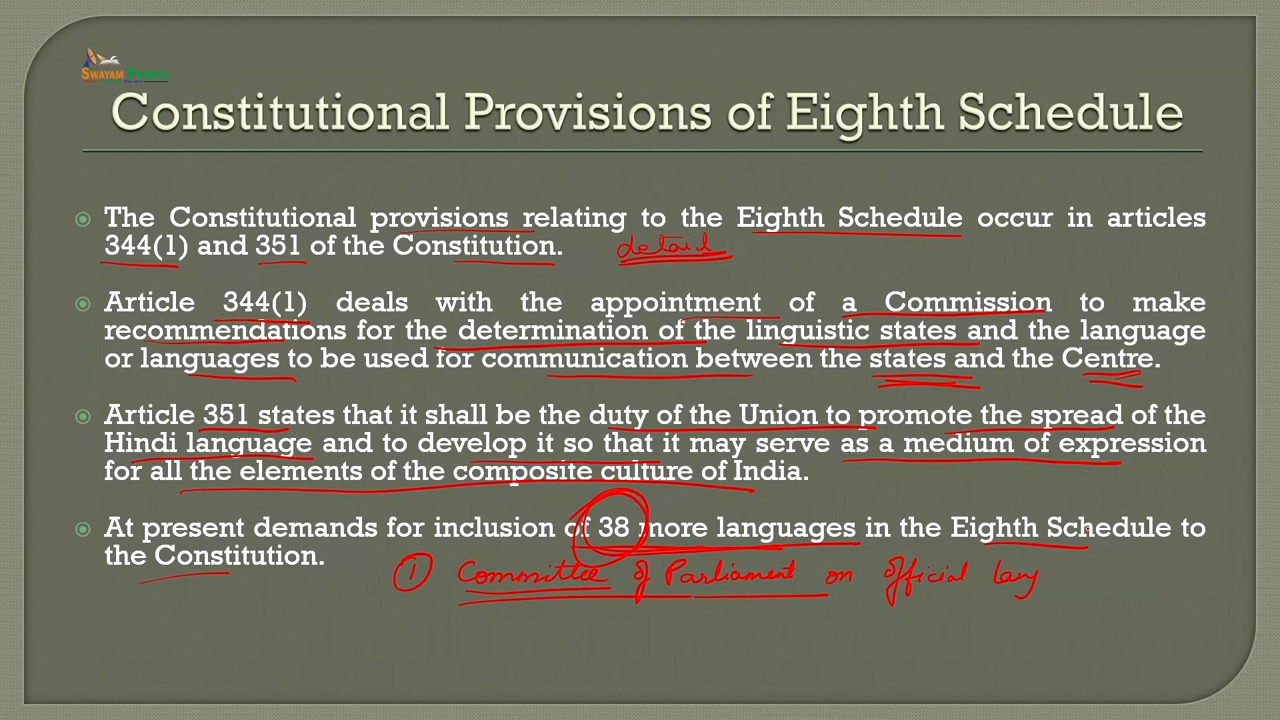 SWAYAM PRABHA
Constitutional Provisions of Eighth Schedule
The Constitutional provisions relating to the Eighth Schedule occur in articles
344(1) and 351 of the Constitution.
detail
Article 344(1) deals with the appointment of a Commission to make
recommendations for the determination of the linguistic states and the language
or languages to be used for communication between the states and the Centre.
Article 351 states that it shall be the duty of the Union to promote the spread of the
Hindi language and to develop it so that it may serve as a medium of expression
for all the elements of the composite culture of India.
At present demands for inclusion of 38 more languages in the Eighth Schedule to
the Constitution.
① Committee of Parliament on official lang